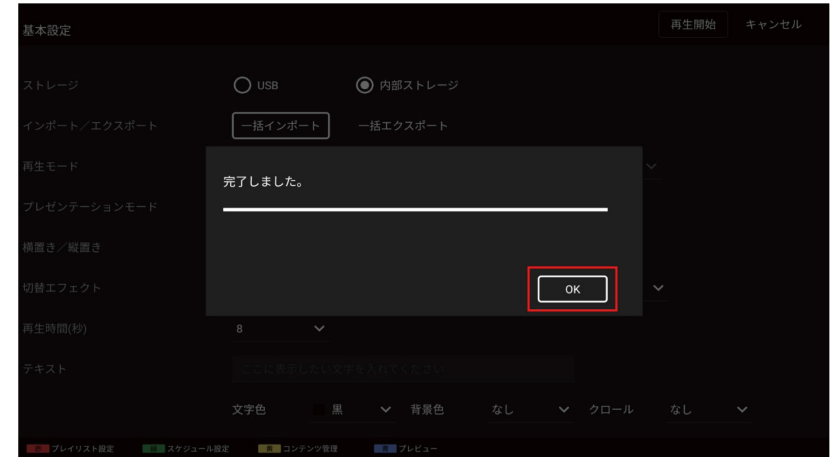 基本設定 再生開始 キャンセル
ストレージ USB 内部ストレージ
インポート／エクスポート 一括インポート 一括エクスポート
再生モード
完了しました。
プレゼンテーションモード
横置き／縦置き
切替エフェクト OK
再生時間(秒) 8
テキスト ここに表示したい文字を入れてください
文字色 黒 背景色 なし クロール なし
赤 プレイリスト設定 緑 スケジュール設定 黄 コンテンツ管理 青 プレビュー